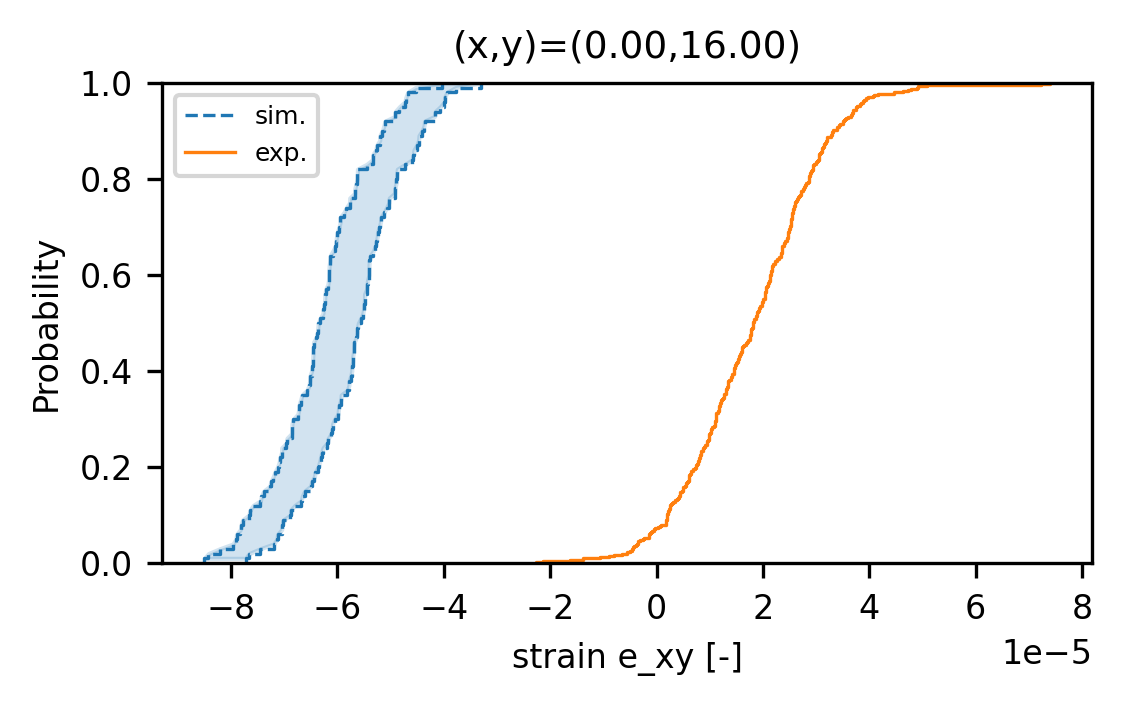 (x,y)=(0.00,16.00)
1.0
0.8
0.6
0.4
0.2
0.0
Probability
sim.
exp.
−8 −6 −4 −2 0 2 4 6 8
1e−5
strain e_xy [-]